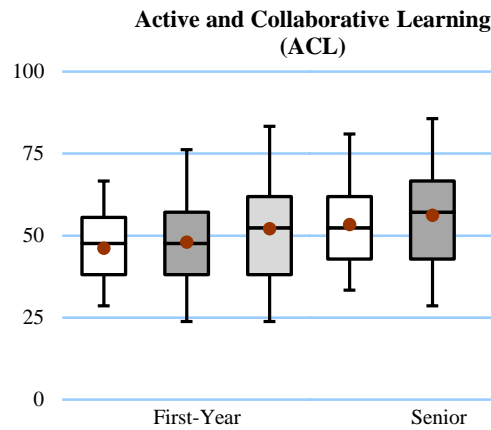 Active and Collaborative Learning
(ACL)
100
75
50
25
0
First-Year Senior